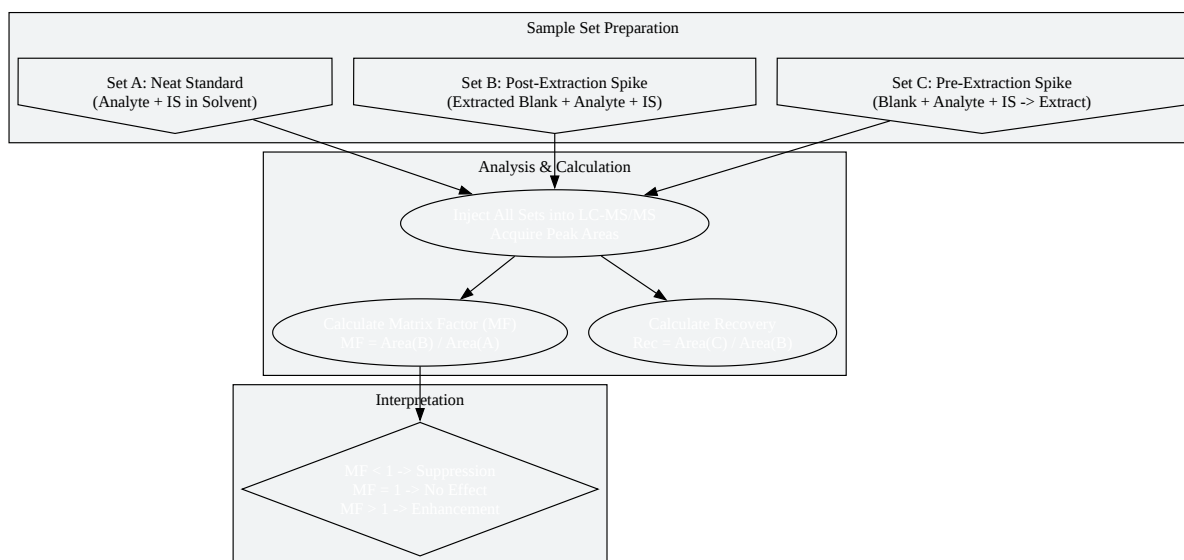 Sample Set Preparation
Set A: Neat Standard
(Analyte + IS in Solvent)
Set B: Post-Extraction Spike
(Extracted Blank + Analyte + IS)
Set C: Pre-Extraction Spike
(Blank + Analyte + IS -> Extract)
Analysis & Calculation
Inject All Sets into LC-MS/MS
Acquire Peak Areas
Calculate Matrix Factor (MF)
MF = Area(B) / Area(A)
Calculate Recovery
Rec = Area(C) / Area(B)
Interpretation
MF < 1 -> Suppression
MF = 1 -> No Effect
MF > 1 -> Enhancement